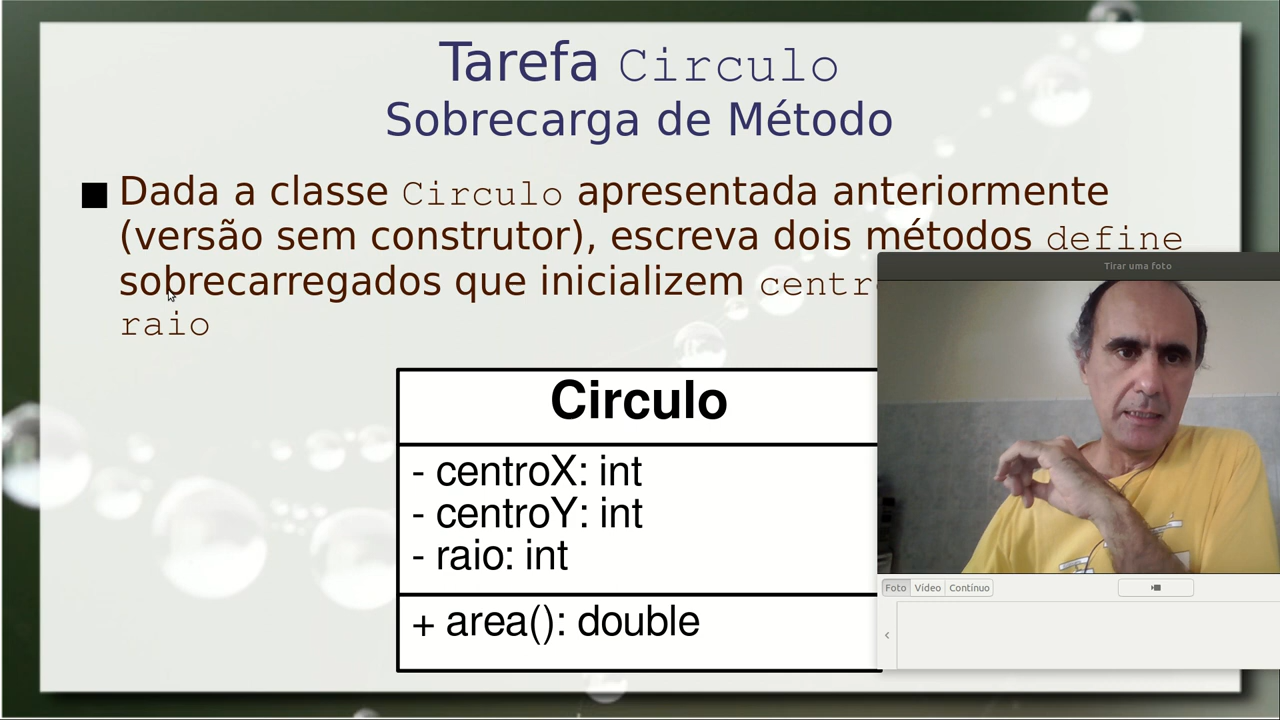 Tarefa Circulo
Sobrecarga de Método
Dada a classe Circulo apresentada anteriormente
(versão sem construtor), escreva dois métodos define
sobrecarregados que inicializem
raio
Tirar uma foto
Circulo
- centroX: int
- centroY: int
- raio: int
+ area(): double
Foto Vídeo Contínuo